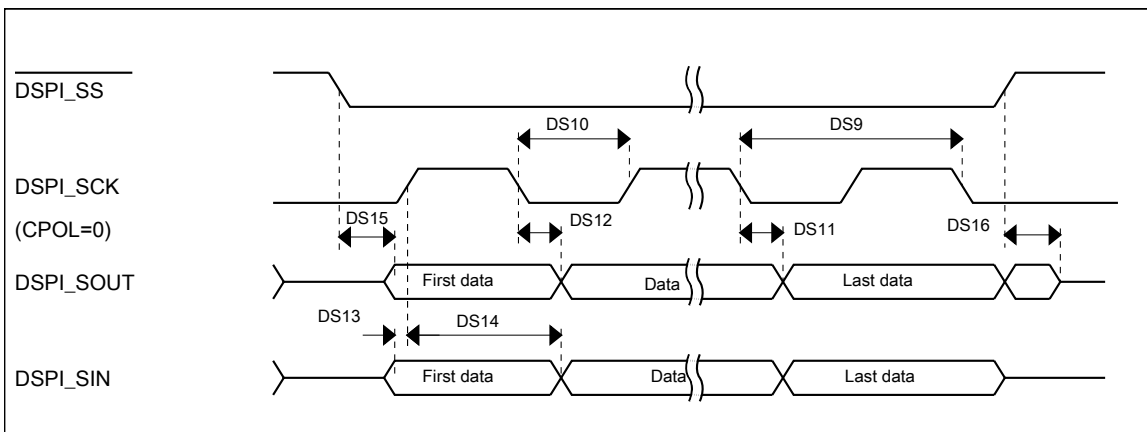 DSPI_SS
DS10
DS9
DSPI_SCK
(CPOL=0)
DS15
DS12
DS11
DS16
DSPI_SOUT
First data
Data
Last data
DS13
DS14
DSPI_SIN
First data
Data
Last data